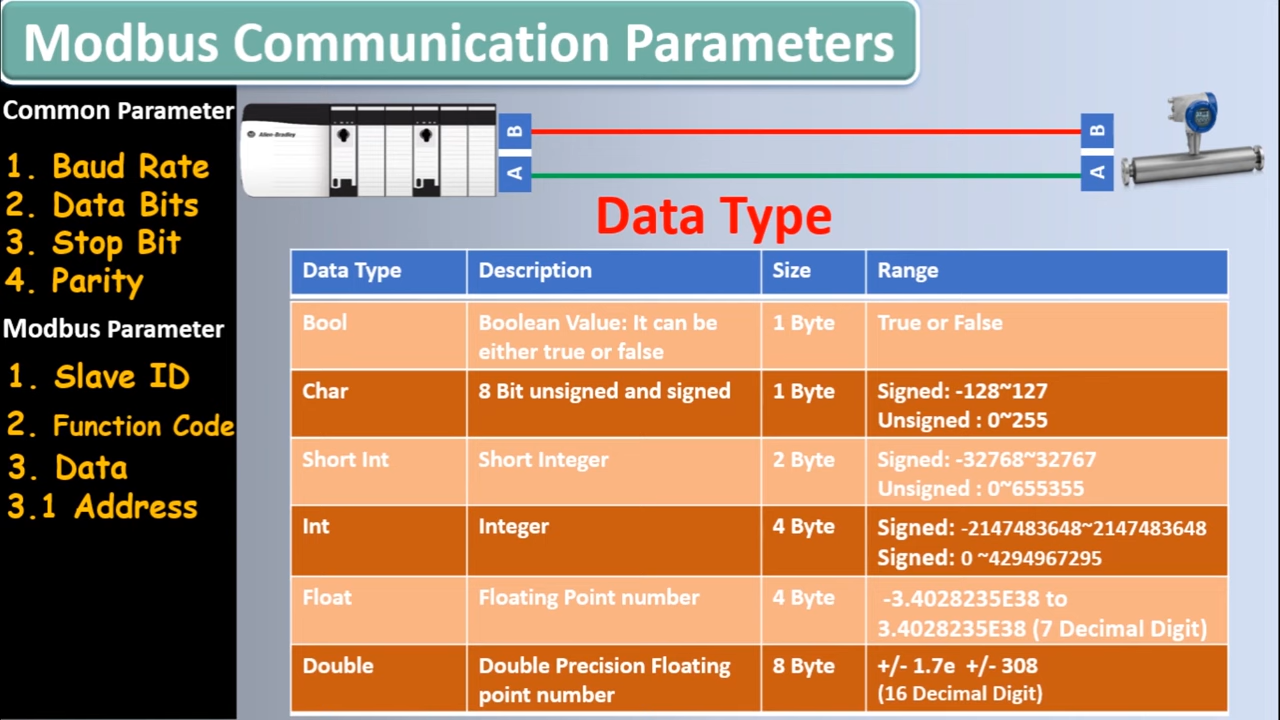 Modbus Communication Parameters
Common Parameter
1. Baud Rate
2. Data Bits
3. Stop Bit
4. Parity
Modbus Parameter
1. Slave ID
2. Function Code
3. Data
3.1 Address
Allen-Bradley
B
A
B
A
Data Type
Data Type Description Size Range
Bool Boolean Value: It can be either true or false 1 Byte True or False
Char 8 Bit unsigned and signed 1 Byte Signed: -128~127
Unsigned : 0~255
Short Int Short Integer 2 Byte Signed: -32768~32767
Unsigned : 0~655355
Int Integer 4 Byte Signed: -2147483648~2147483648
Signed: 0 ~4294967295
Float Floating Point number 4 Byte -3.4028235E38 to
3.4028235E38 (7 Decimal Digit)
Double Double Precision Floating point number 8 Byte +/- 1.7e +/- 308
(16 Decimal Digit)